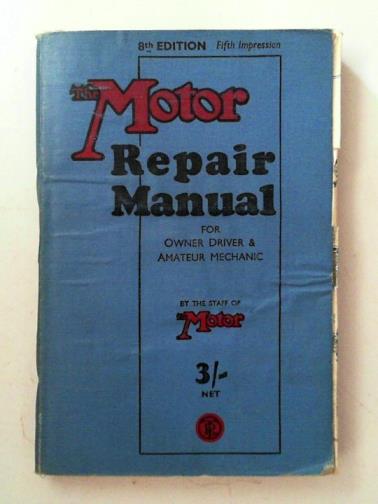 8th EDITION Fifth Impression
The Motor
Repair
Manual
FOR
OWNER DRIVER &
AMATEUR MECHANIC
BY THE STAFF OF
The Motor
3/-
NET